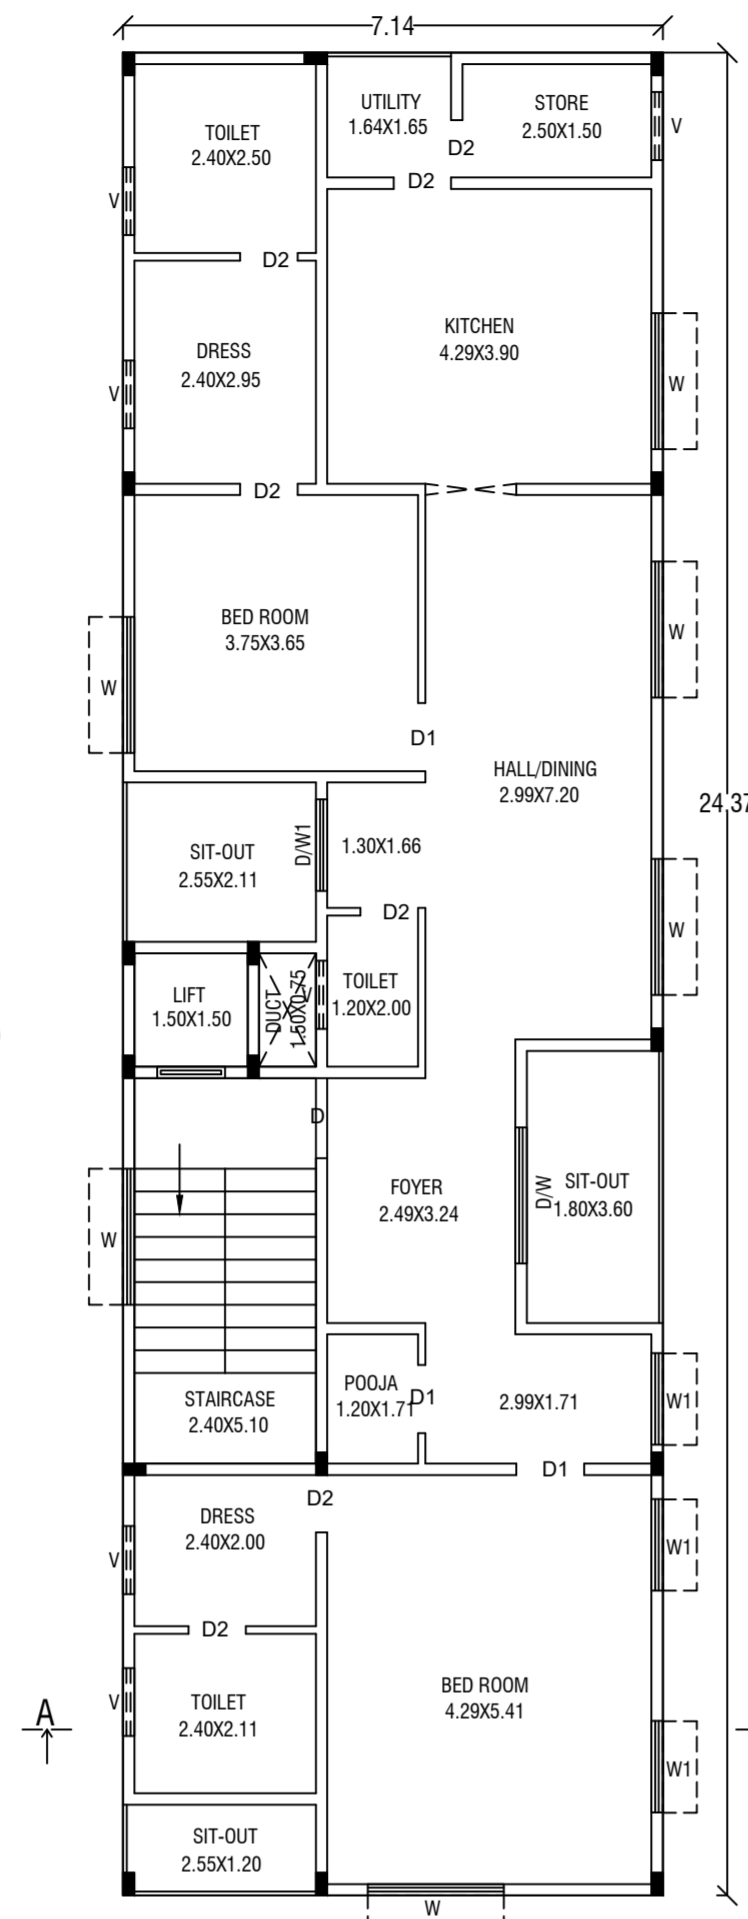 7.14
UTILITY
1.64X1.65
STORE
2.50X1.50
V
TOILET
2.40X2.50
D2
D2
V
D2
KITCHEN
4.29X3.90
W
DRESS
2.40X2.95
V
D2
BED ROOM
3.75X3.65
W
W
D1
HALL/DINING
2.99X7.20
24.37
SIT-OUT
2.55X2.11
D/W1
1.30X1.66
D2
W
LIFT
1.50X1.50
DUCT
1.50X0.75
V
TOILET
1.20X2.00
D
FOYER
2.49X3.24
D/W
SIT-OUT
1.80X3.60
W
STAIRCASE
2.40X5.10
POOJA
1.20X1.71
D1
2.99X1.71
W1
D1
D2
DRESS
2.40X2.00
V
W1
D2
TOILET
2.40X2.11
V
BED ROOM
4.29X5.41
A
W1
SIT-OUT
2.55X1.20
W